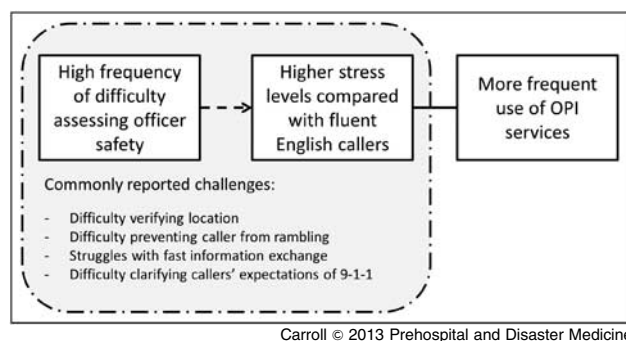 High frequency
of difficulty
assessing officer
safety
Higher stress
levels compared
with fluent
English callers
More frequent
use of OPI
services
Commonly reported challenges:
- Difficulty verifying location
- Difficulty preventing caller from rambling
- Struggles with fast information exchange
- Difficulty clarifying callers' expectations of 9-1-1
Carroll © 2013 Prehospital and Disaster Medicine